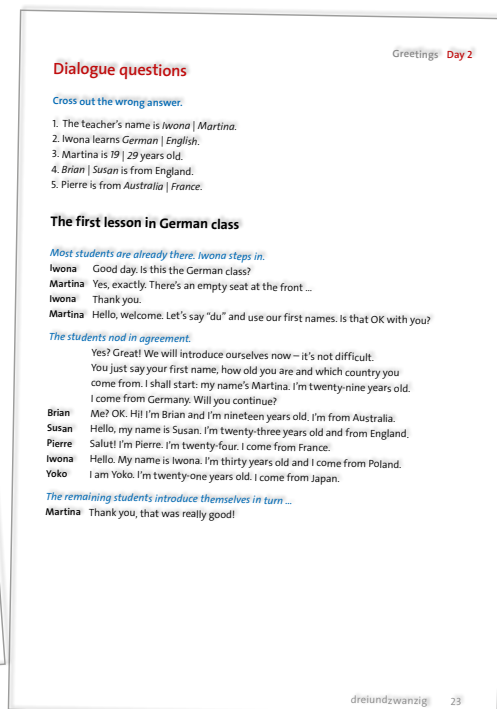 Greetings Day 2
Dialogue questions
Cross out the wrong answer.
1. The teacher's name is Iwona | Martina.
2. Iwona learns German | English.
3. Martina is 19 | 29 years old.
4. Brian | Susan is from England.
5. Pierre is from Australia | France.
The first lesson in German class
Most students are already there. Iwona steps in.
Iwona Good day. Is this the German class?
Martina Yes, exactly. There's an empty seat at the front ...
Iwona Thank you.
Martina Hello, welcome. Let's say "du" and use our first names. Is that OK with you?
The students nod in agreement.
Yes? Great! We will introduce ourselves now – it's not difficult.
You just say your first name, how old you are and which country you
come from. I shall start: my name's Martina. I'm twenty-nine years old.
I come from Germany. Will you continue?
Brian Me? OK. Hi! I'm Brian and I'm nineteen years old. I'm from Australia.
Susan Hello, my name is Susan. I'm twenty-three years old and from England.
Pierre Salut! I'm Pierre. I'm twenty-four. I come from France.
Iwona Hello. My name is Iwona. I'm thirty years old and I come from Poland.
Yoko I am Yoko. I'm twenty-one years old. I come from Japan.
The remaining students introduce themselves in turn ...
Martina Thank you, that was really good!
dreiundzwanzig 23